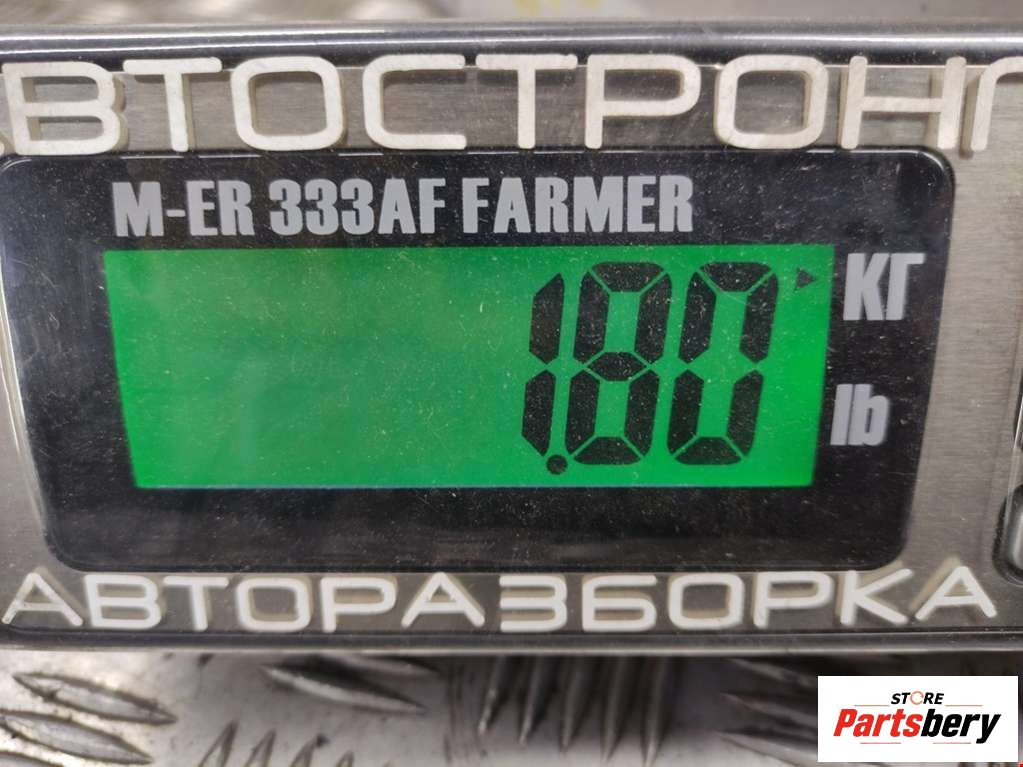 АВТОСТРОНГ
M-ER 333AF FARMER
1.80
КГ
lb
АВТОРАЗБОРКА
STORE
Partsbery